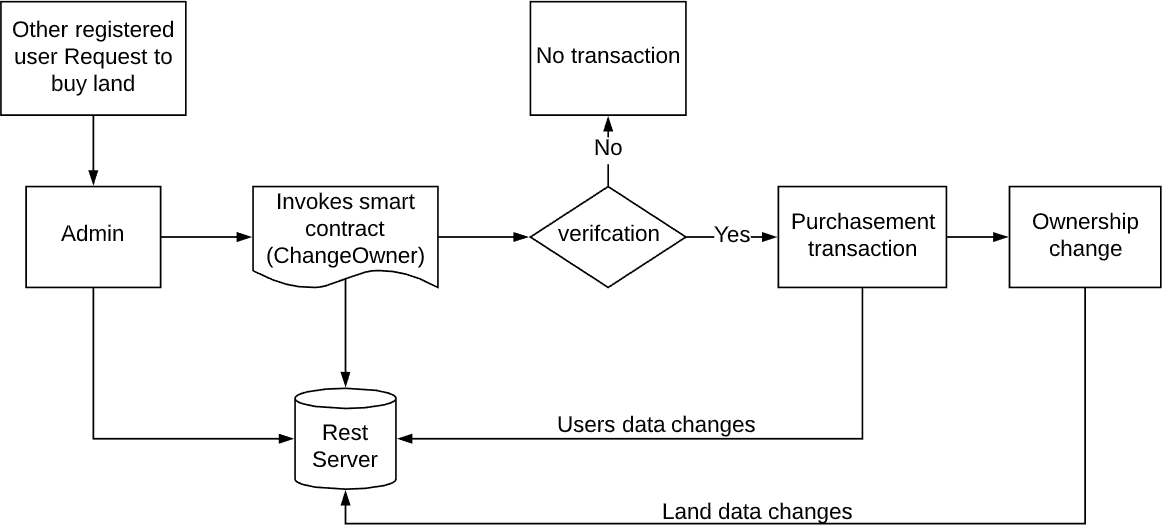 Other registered
user Request to
buy land
No transaction
No
Admin
Invokes smart
contract
(ChangeOwner)
verifcation
Yes
Purchasement
transaction
Ownership
change
Rest
Server
Users data changes
Land data changes